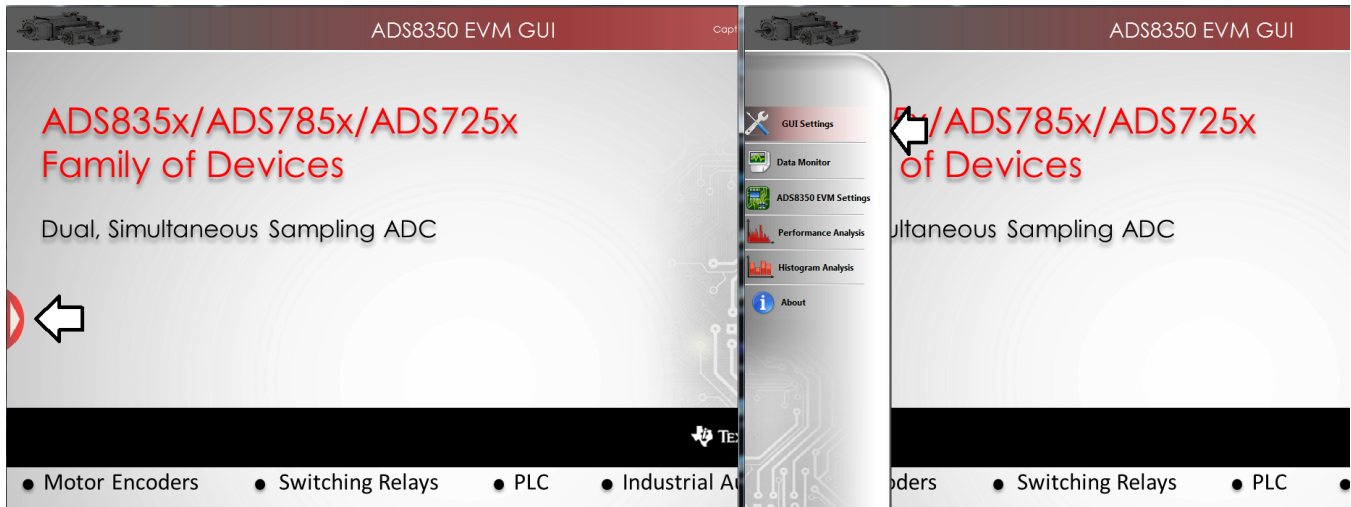 ADS8350 EVM GUI
Capt
ADS835x/ADS785x/ADS725x
Family of Devices
Dual, Simultaneous Sampling ADC
• Motor Encoders • Switching Relays • PLC • Industrial Au
ADS8350 EVM GUI
GUI Settings
Data Monitor
ADS8350 EVM Settings
Performance Analysis
Histogram Analysis
About
x/ADS785x/ADS725x
of Devices
ultaneous Sampling ADC
oders • Switching Relays • PLC •